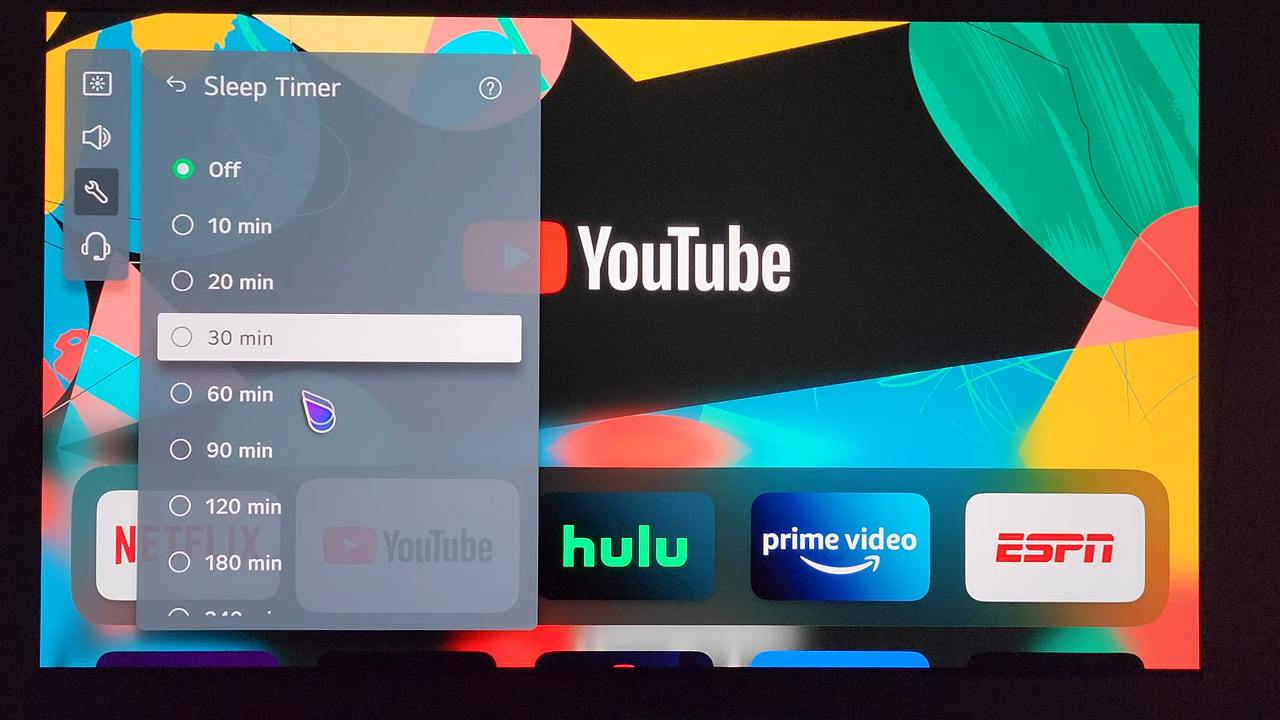 Sleep Timer
?
Off
10 min
20 min
30 min
60 min
90 min
120 min
180 min
YouTube
NETFLIX
YouTube
hulu
prime video
ESPN